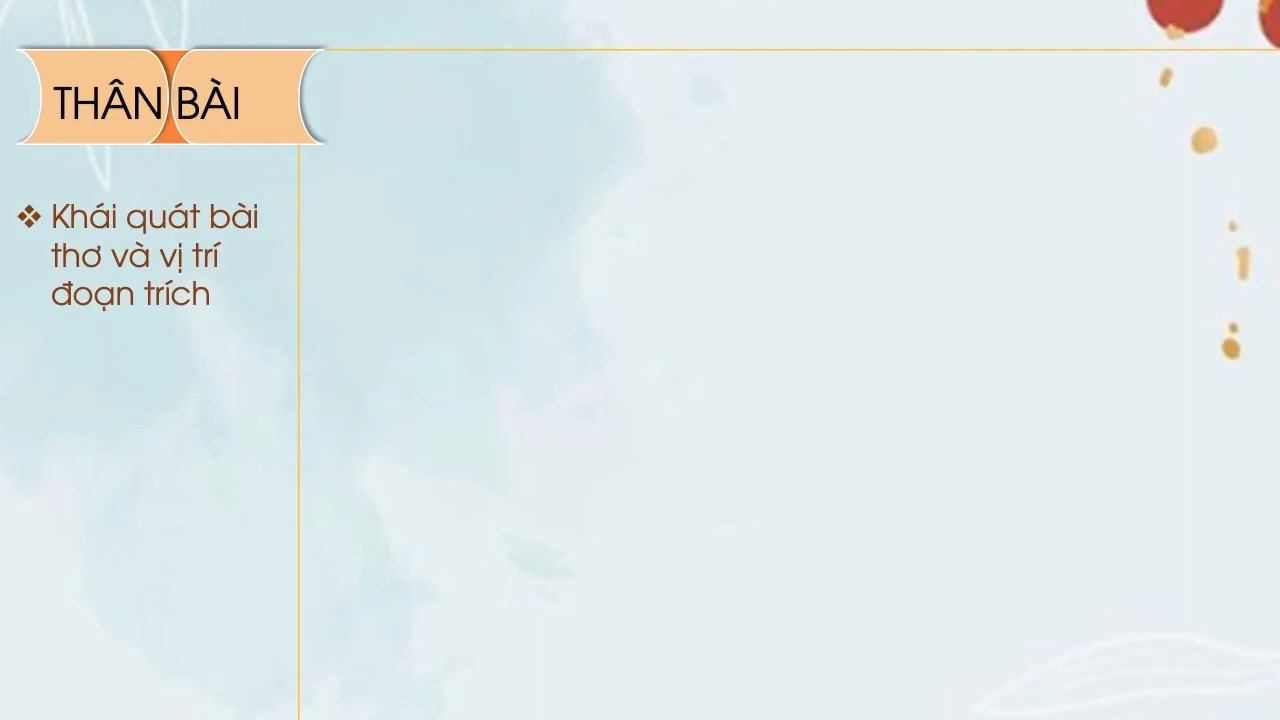 THÂN BÀI
❖ Khái quát bài
thơ và vị trí
đoạn trích